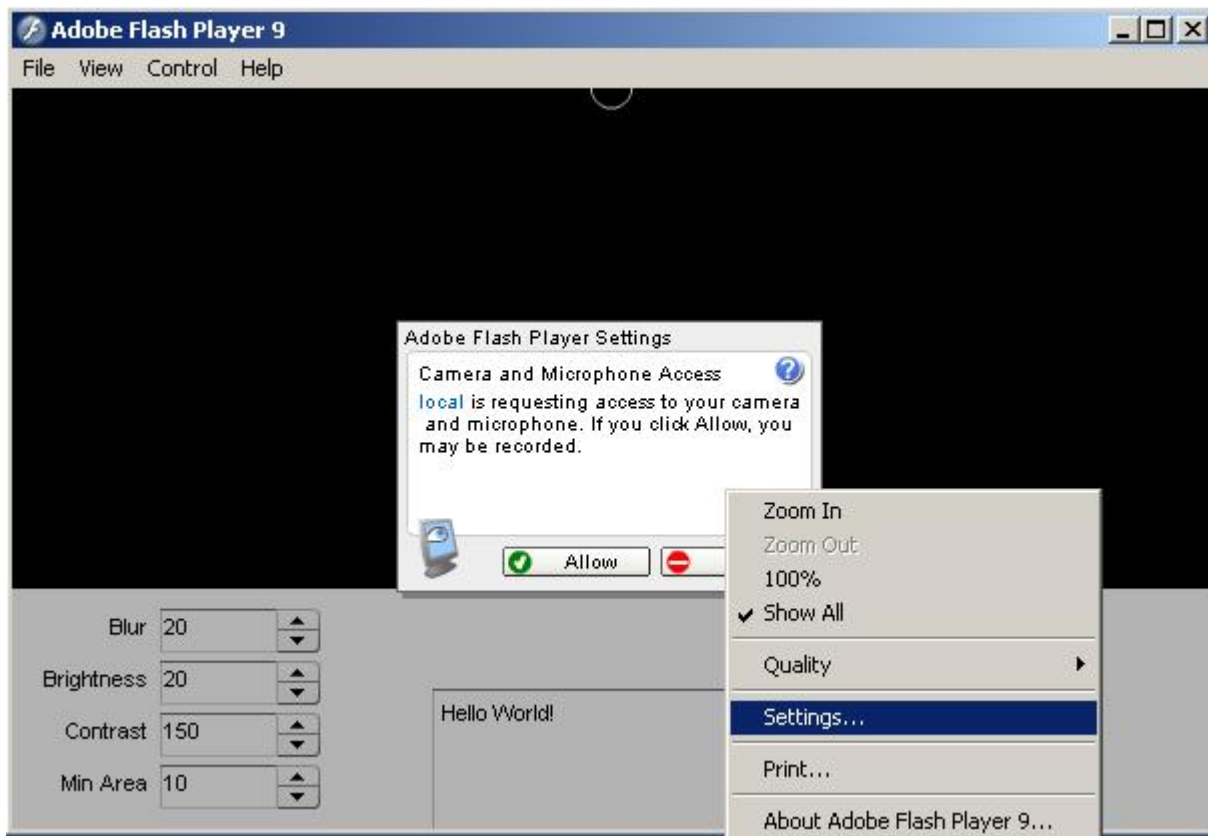 Adobe Flash Player 9
File View Control Help
Adobe Flash Player Settings
Camera and Microphone Access
local is requesting access to your camera
and microphone. If you click Allow, you
may be recorded.
Allow
Zoom In
Zoom Out
100%
Show All
Quality
Settings...
Print...
About Adobe Flash Player 9...
Blur 20
Brightness 20
Contrast 150
Min Area 10
Hello World!